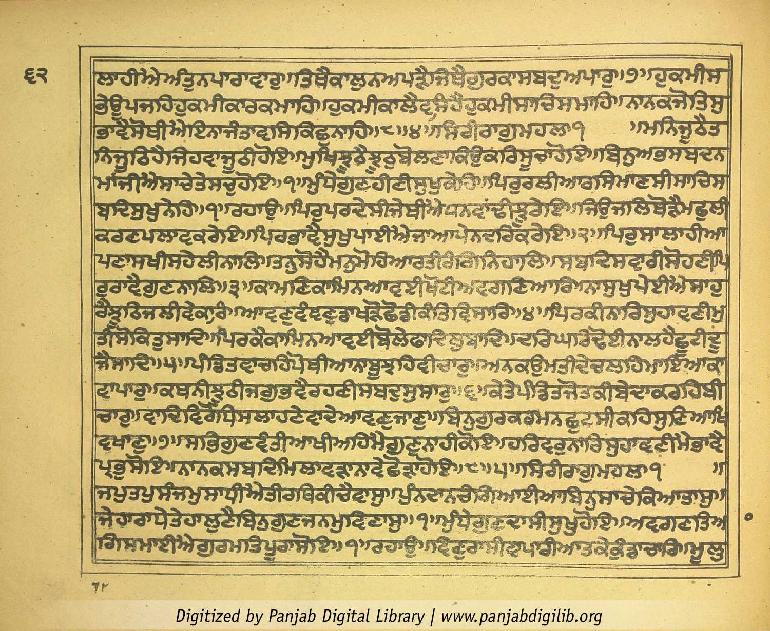 ੬੨
ਲਾਹੀਐਅੰਤੁਨਪਾਰਾਵਾਰੁ॥ਤਿਥੈਕਾਲੁਨਅਪੜੈਜਿਥੈਗੁਰਕਾਸਬਦੁਅਪਾਰੁ॥੭॥ਹੁਕਮੀਸ
ਭੇਊਪਜਹਿਹੁਕਮੀਕਾਰਕਮਾਹਿ॥ਹੁਕਮੀਕਾਲੈਵਸਿਹੈਹੁਕਮੀਸਾਚਿਸਮਾਹਿ॥ਨਾਨਕਜੋਤਿਸੁ
ਭਾਵੈਸੋਥੀਐਇਨਾਜੰਤਾਵਸਿਕਿਛੁਨਾਹਿ॥੮॥੪॥ਸਿਰੀਰਾਗੁਮਹਲਾ੧ ॥ਮਨਿਜੂਠੈਤ
ਨਿਜੂਠਿਹੈਜਿਹਵਾਜੂਠੀਹੋਇ॥ਮੁਖਿਝੂਠੈਝੂਠੁਬੋਲਣਾਕਿਉਕਰਿਸੂਚਾਹੋਇ॥ਬਿਨੁਅਭਸਬਦਨ
ਮਾਂਜੀਐਸਾਚੇਤੇਸਚੁਹੋਇ॥੧॥ਮੁੰਧੇਗੁਣਹੀਣੀਸੁਖੁਕੇਹਿ॥ਪਿਰੁਰਲੀਆਰਸਿਮਾਣਸੀਸਾਚਿਸ
ਬਦਿਸੁਖੁਨੇਹਿ॥੧॥ਰਹਾਉ॥ਪਿਰੁਪਰਦੇਸੀਜੇਥੀਐਧਨਵਾਂਢੀਝੂਰੇਇ॥ਜਿਉਜਲਿਥੋੜੈਮਛੁਲੀ
ਕਰਣਪਲਾਵਕਰੇਇ॥ਪਿਰਭਾਵੈਸੁਖੁਪਾਈਐਜਾਆਪੇਨਦਰਿਕਰੇਇ॥੨॥ਪਿਰੁਸਾਲਾਹੀਆ
ਪਣਾਸਖੀਸਹੇਲੀਨਾਲਿ॥ਤਨੁਸੋਹੈਮਨੁਮੋਹਿਆਰਤੀਰੰਗਿਨਿਹਾਲਿ॥ਸਬਦਿਸਵਾਰੀਸੋਹਣੀਪਿ
ਰੁਰਾਵੇਗੁਣਨਾਲਿ॥੩॥ਕਾਮਣਿਕਾਮਿਨਆਵਈਖੋਟੀਅਵਗਣਿਆਰਿ॥ਨਾਸੁਖੁਪੇਈਐਸਾਹੁ
ਰੈਝੂਠਿਜਲੀਵੇਕਾਰਿ॥ਆਵਣੁਵੰਞਣੁਡਾਖੜੋਛੋਡੀਕੰਤਿਵਿਸਾਰਿ॥੪॥ਪਿਰਕੀਨਾਰਿਸੁਹਾਵਣੀਮੁ
ਤੀਸੋਕਿਤੁਸਾਦਿ॥ਪਿਰਕੈਕਾਮਿਨਆਵਈਬੋਲੇਫਾਦਿਲੁਬਾਦਿ॥ਦਰਿਘਰਿਢੋਈਨਾਲਹੈਛੂਟੀਦੂ
ਜੈਸਾਦਿ॥੫॥ਪੰਡਿਤਵਾਚਹਿਪੋਥੀਆਨਾਬੂਝਹਿਵੀਚਾਰੁ॥ਅਨਕਉਮਤੀਦੇਚਲਹਿਮਾਇਆਕਾ
ਵਾਪਾਰੁ॥ਕਥਨੀਝੂਠੀਜਗੁਭਵੈਰਹਣੀਸਬਦੁਸੁਸਾਰੁ॥੬॥ਕੇਤੇਪੰਡਿਤਜੋਤਕੀਬੇਦਾਕਰਹਿਬੀ
ਚਾਰੁ॥ਵਾਦਿਵਿਰੋਧਿਸਲਾਹਣੇਵਾਦੇਆਵਣੁਜਾਣੁ॥ਬਿਨੁਗੁਰਕਰਮਨਛੁਟਸੀਕਹਿਸੁਣਿਆਖਿ
ਵਖਾਣੁ॥੭॥ਸਭਿਗੁਣਵੰਤੀਆਖੀਅਹਿਮੈਗੁਣੁਨਾਹੀਕੋਇ॥ਹਰਿਵਰੁਨਾਰਿਸੁਹਾਵਣੀਮੈਭਾਵੈ
ਪ੍ਰਭੁਸੋਇ॥ਨਾਨਕਸਬਦਿਮਿਲਾਵੜਾਨਾਵੇਛੋੜਾਹੋਇ॥੮॥੫॥ਸਿਰੀਰਾਗੁਮਹਲਾ੧ ॥
ਜਪੁਤਪੁਸੰਜਮੁਸਾਧੀਐਤੀਰਥਿਕੀਚੈਵਾਸੁ॥ਪੁੰਨਦਾਨਚੰਗਿਆਈਆਬਿਨੁਸਾਚੇਕਿਆਤਾਸੁ॥
ਜੇਹਾਰਾਧੇਤੇਹਾਲੁਣੈਬਿਨੁਗੁਣਜਨਮੁਵਿਣਾਸੁ॥੧॥ਮੁੰਧੇਗੁਣਦਾਸੀਸੁਖੁਹੋਇ॥ਅਵਗਣਤਿਆ
ਗਿਸਮਾਈਐਗੁਰਮਤਿਪੂਰਾਸੋਇ॥੧॥ਰਹਾਉ॥ਵਿਣੁਰਾਸੀਵਾਪਾਰੀਆਤਕੇਕੁੰਡਾਚਾਰਿ॥ਮੂਲੁ
Digitized by Panjab Digital Library | www.panjabdigilib.org